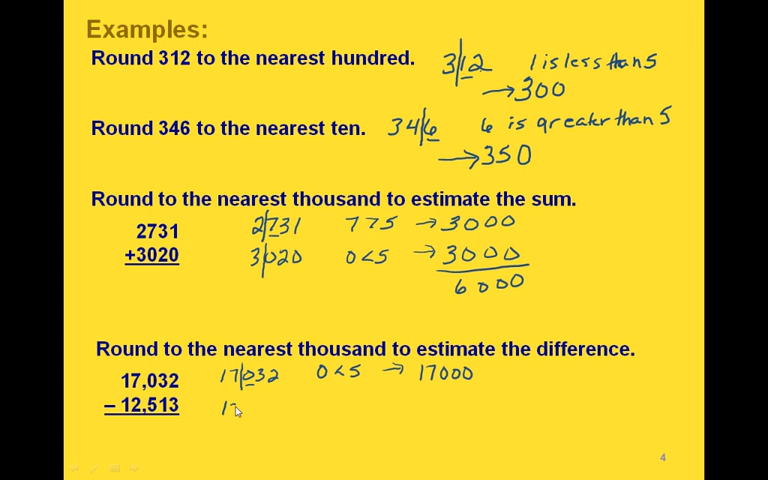 Examples:
Round 312 to the nearest hundred. 3|12 1 is less than 5
→300
Round 346 to the nearest ten. 34|6 6 is greater than 5
→350
Round to the nearest thousand to estimate the sum.
2731 2|731 7>5 →3000
+3020 3|020 0<5 →3000
6000
Round to the nearest thousand to estimate the difference.
17,032 17|032 0<5 → 17000
– 12,513 1
4